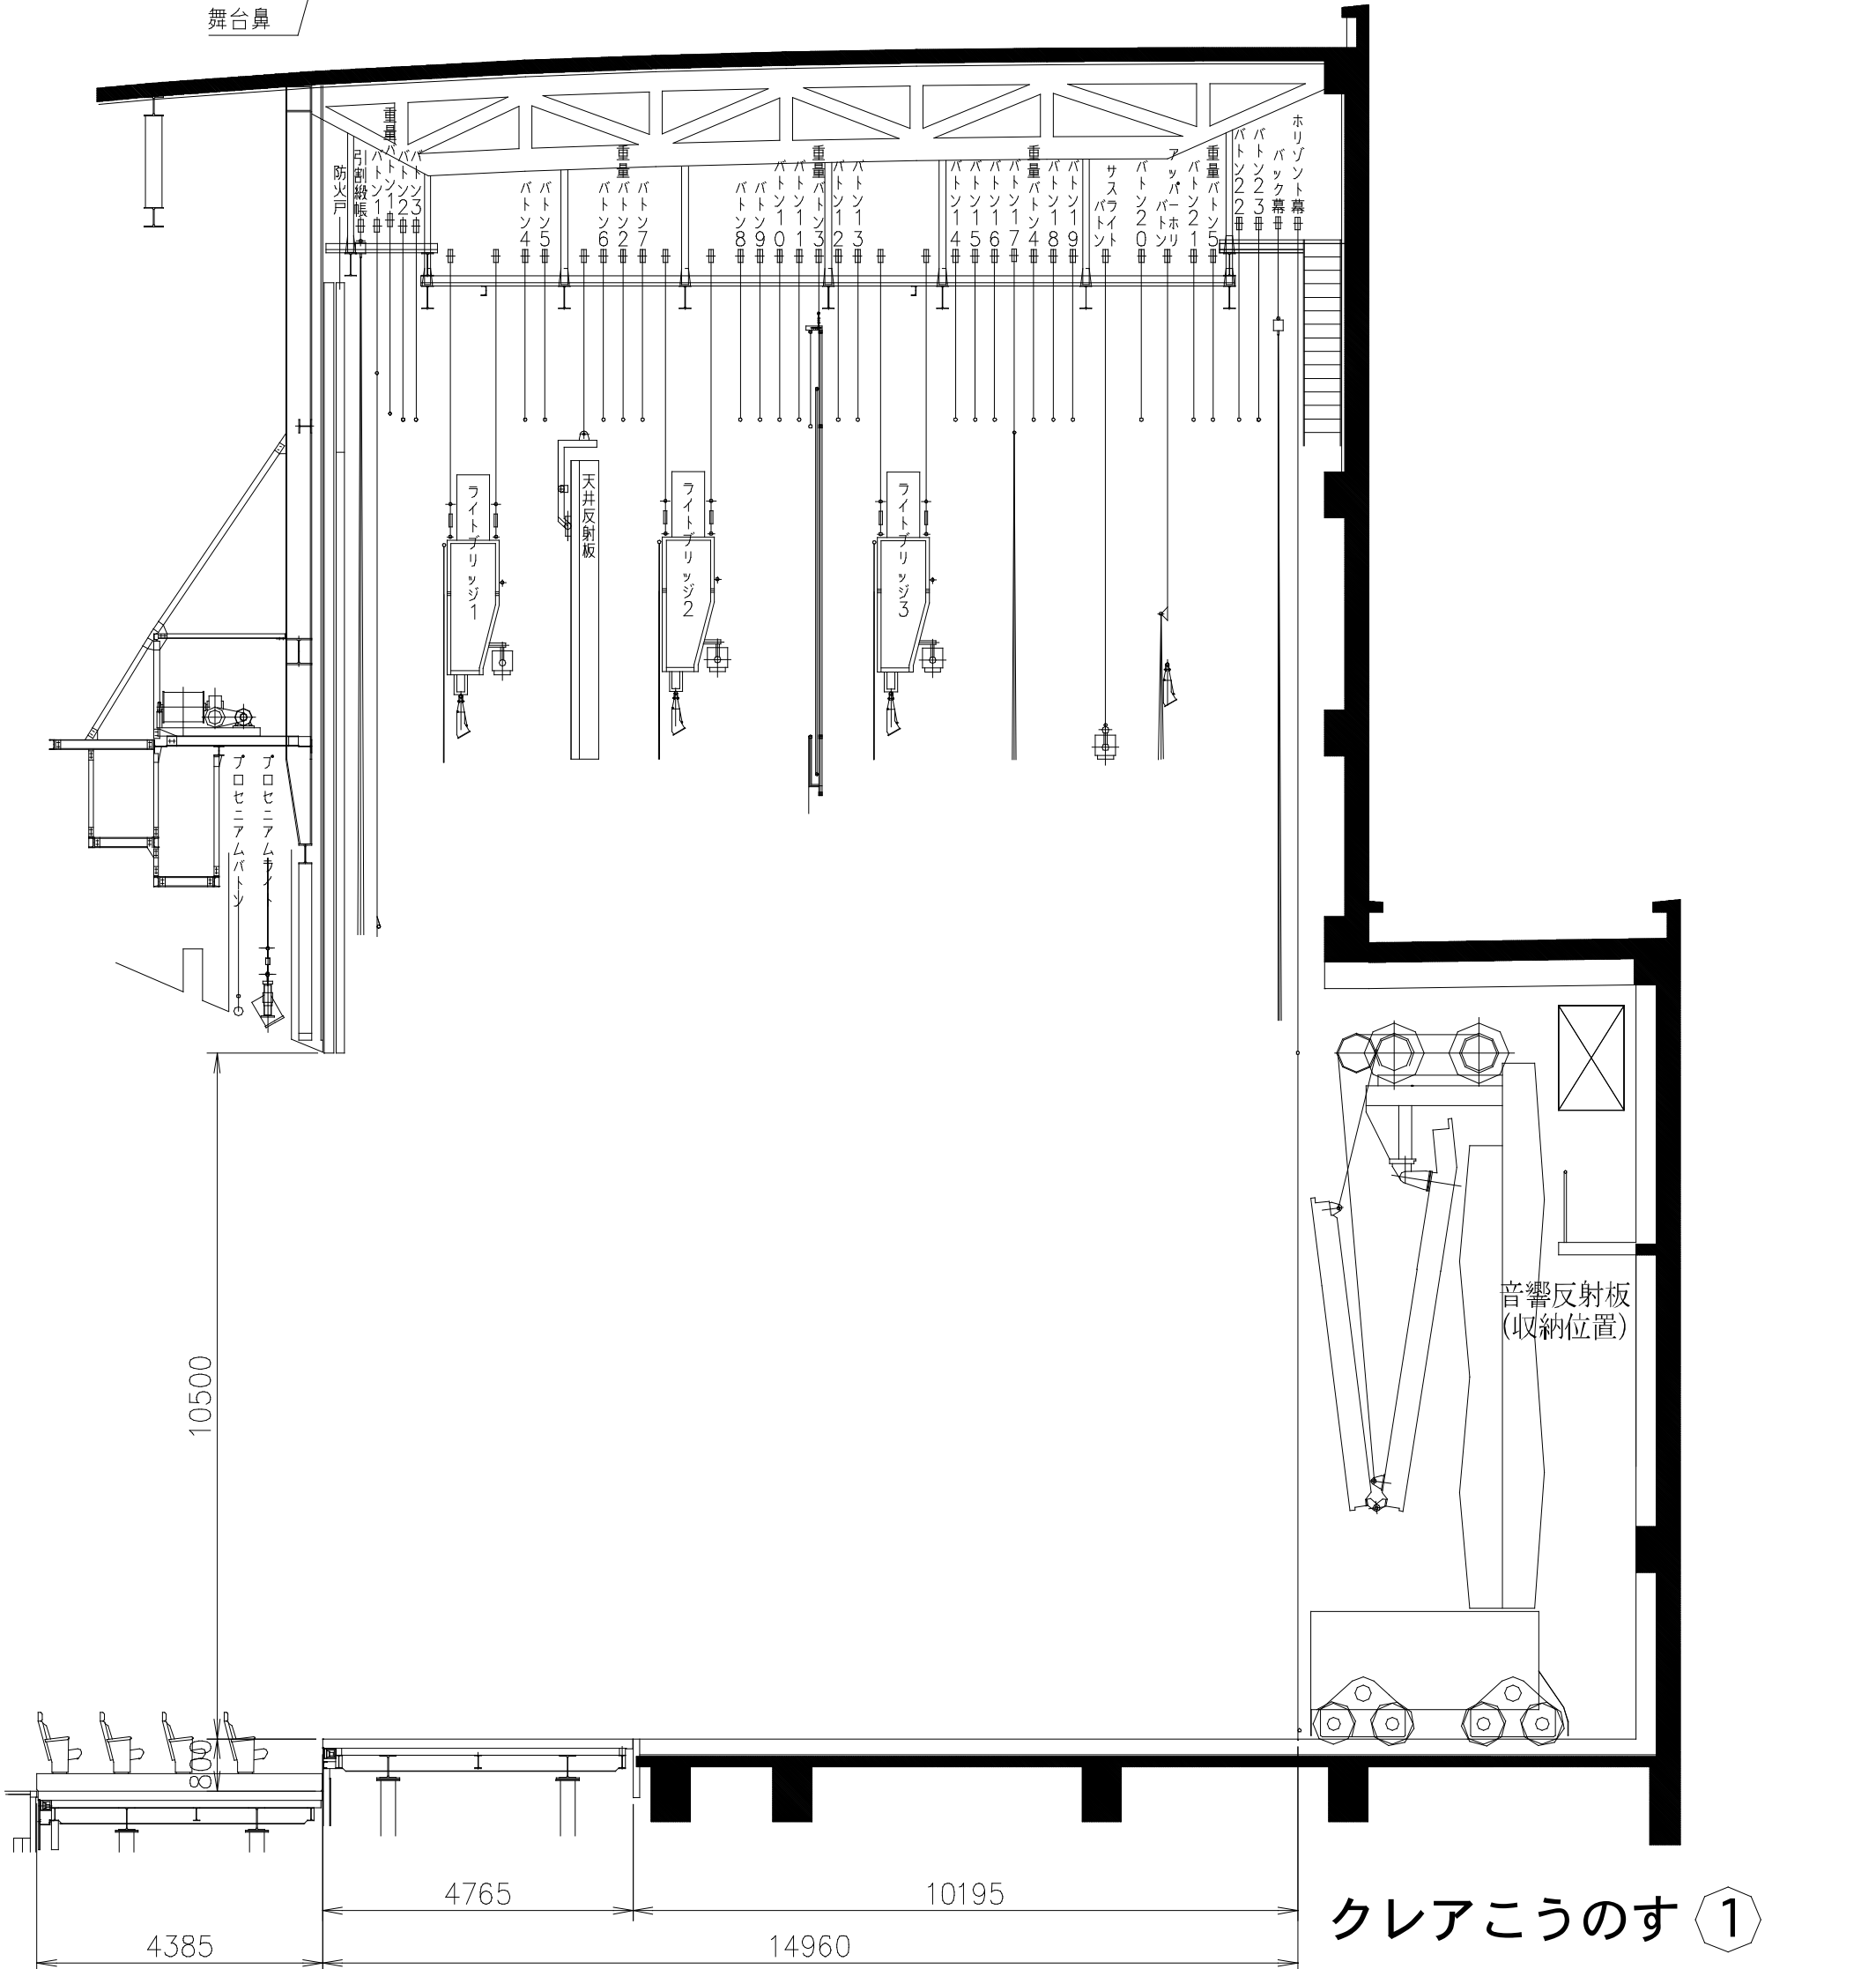 舞台鼻
防火戸
引割緞帳
バトン1
重量バトン1
バトン2
バトン3
バトン4
バトン5
バトン6
重量バトン2
バトン7
バトン8
バトン9
バトン10
バトン11
重量バトン3
バトン12
バトン13
バトン14
バトン15
バトン16
バトン17
重量バトン4
バトン18
バトン19
サスライト
バトン
バトン20
アッパーホリ
バトン
バトン21
重量バトン5
バトン22
バトン23
バック幕
ホリゾント幕
ライトブリッジ1
天井反射板
ライトブリッジ2
ライトブリッジ3
プロセニアムバトン
プロセニアムライト
音響反射板
(収納位置)
10500
800
4765
10195
4385
14960
クレアこうのす 1